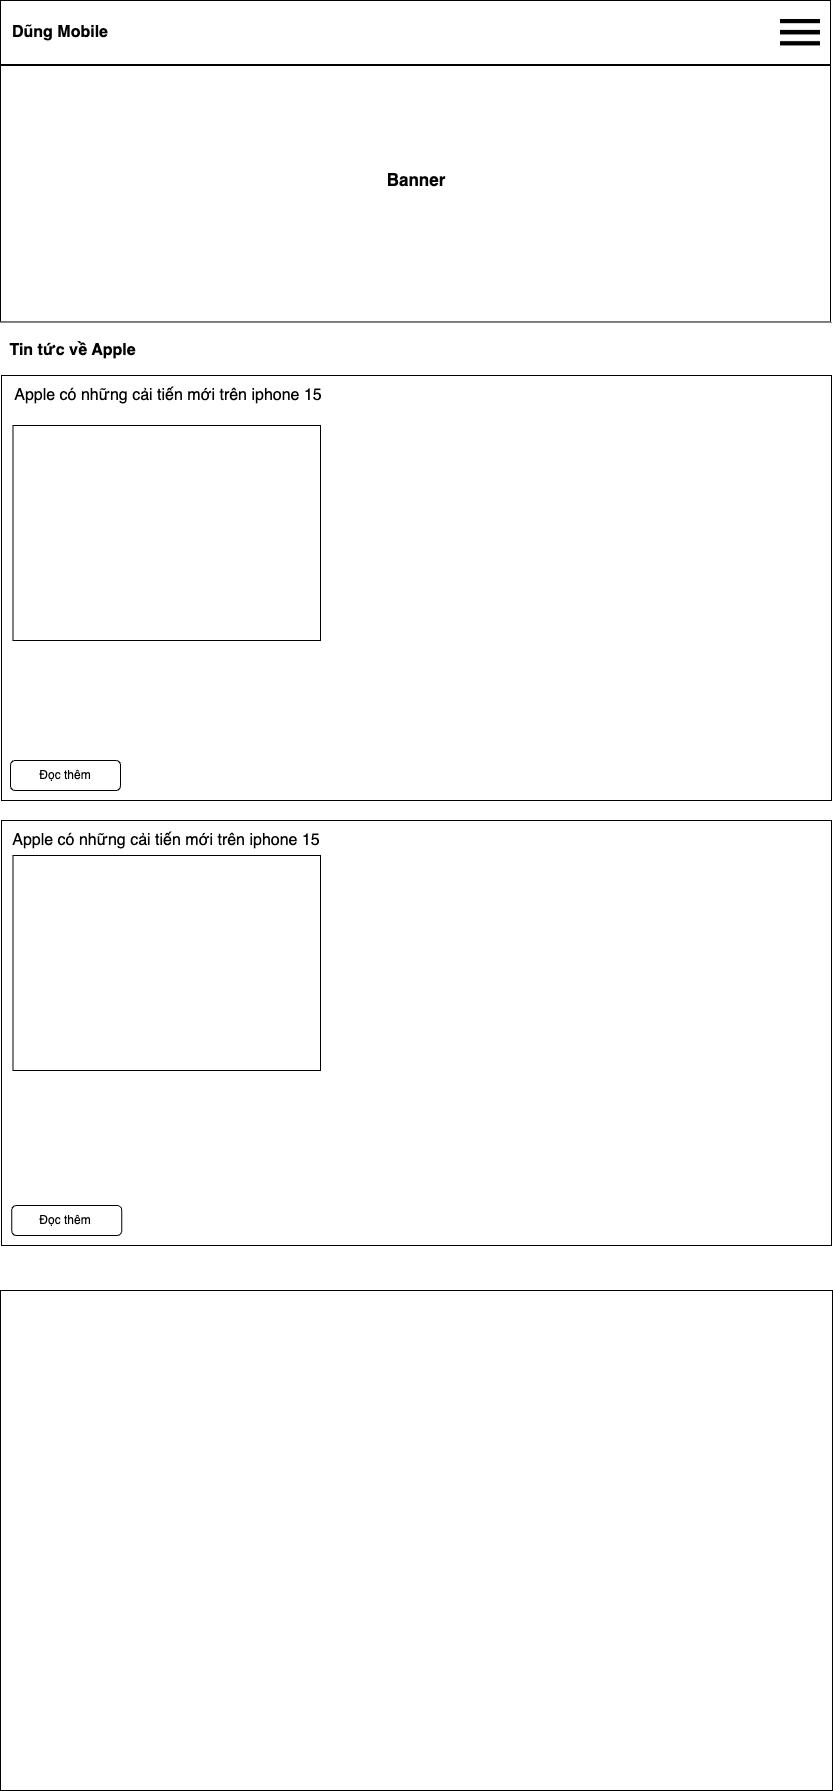 Dũng Mobile
Banner
Tin tức về Apple
Apple có những cải tiến mới trên iphone 15
Đọc thêm
Apple có những cải tiến mới trên iphone 15
Đọc thêm